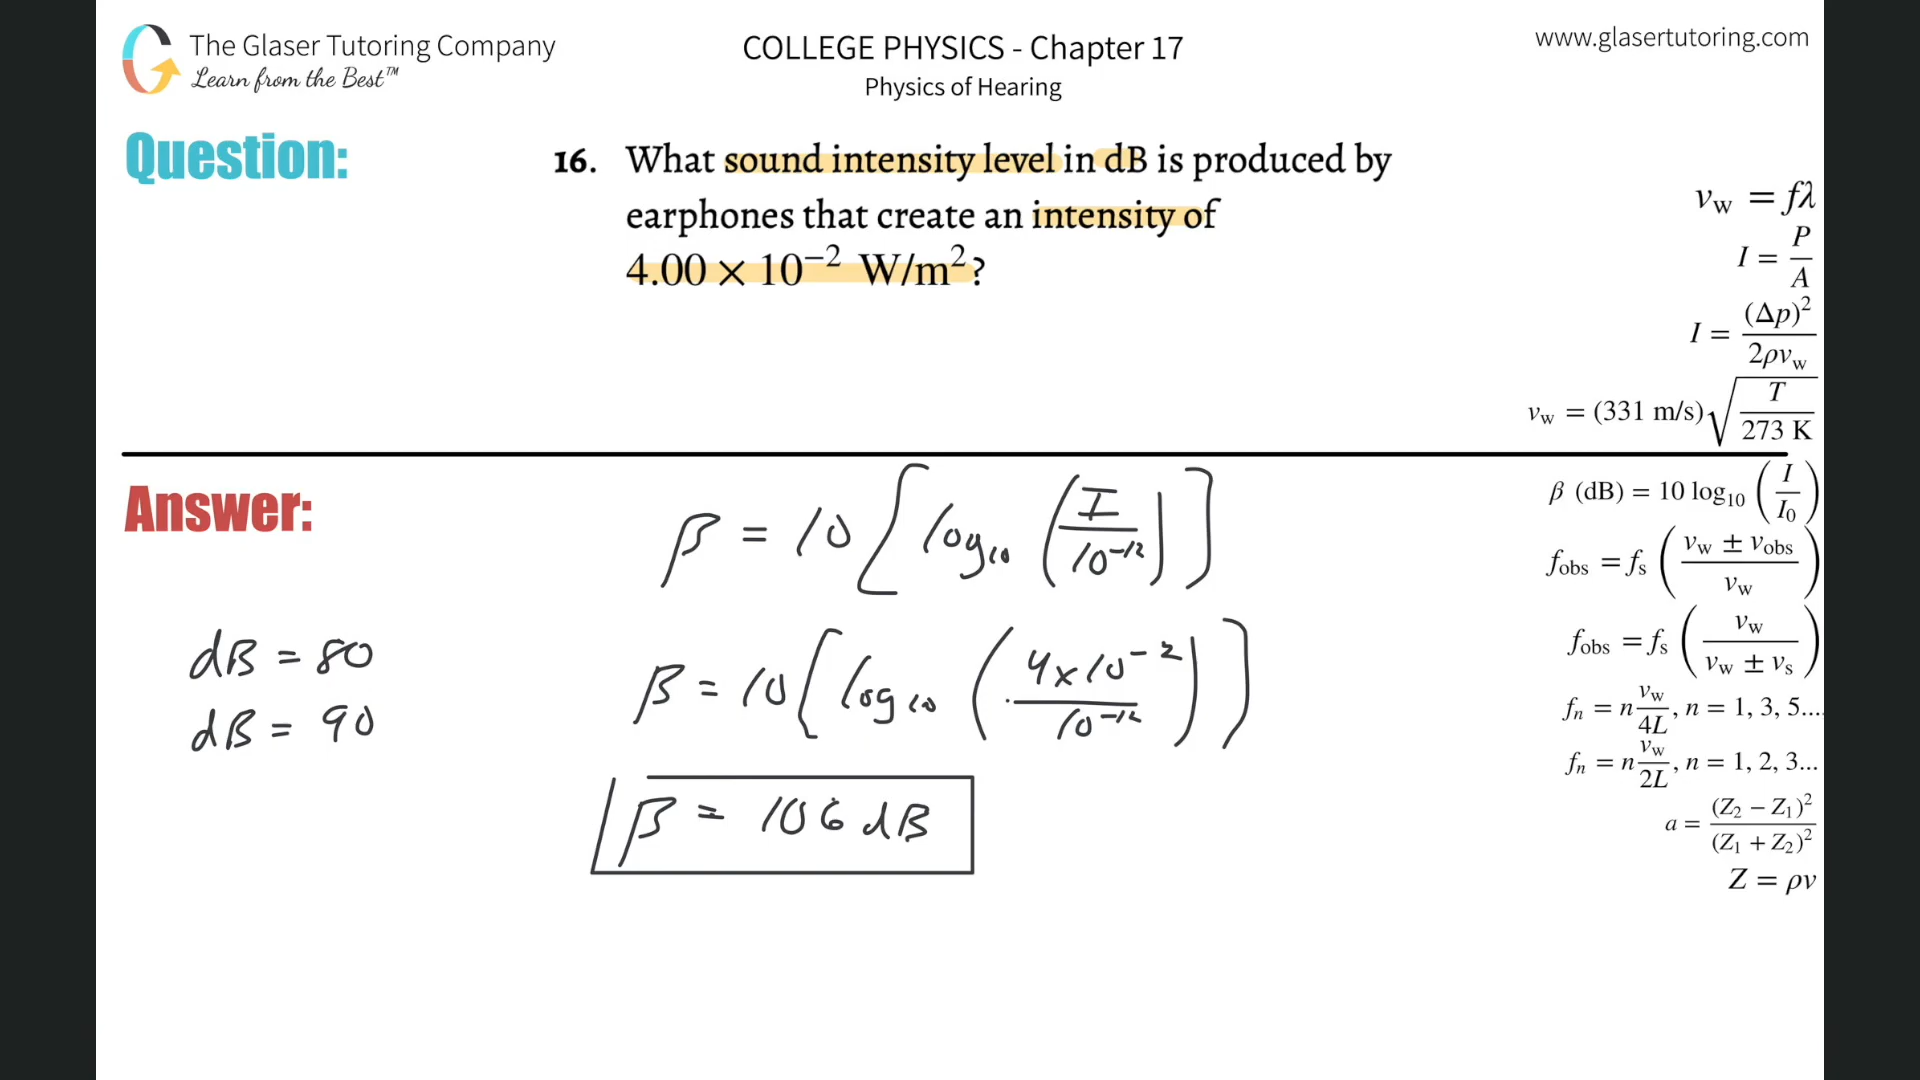 The Glaser Tutoring Company
Learn from the Best™
COLLEGE PHYSICS - Chapter 17
Physics of Hearing
www.glasertutoring.com
Question:
16. What sound intensity level in dB is produced by
earphones that create an intensity of
4.00 × 10⁻² W/m²?
v_w = fλ
I = P/A
I = (Δp)²/2ρv_w
v_w = (331 m/s)√(T/273 K)
Answer:
β = 10 [log₁₀ (I/10⁻¹²)]
β = 10 [log₁₀ (4x10⁻²/10⁻¹²)]
β = 106 dB
dB = 80
dB = 90
β (dB) = 10 log₁₀ (I/I₀)
f_obs = f_s ((v_w ± v_obs)/v_w)
f_obs = f_s (v_w/(v_w ± v_s))
f_n = n v_w/4L, n = 1, 3, 5...
f_n = n v_w/2L, n = 1, 2, 3...
a = (Z₂ − Z₁)²/(Z₁ + Z₂)²
Z = ρv